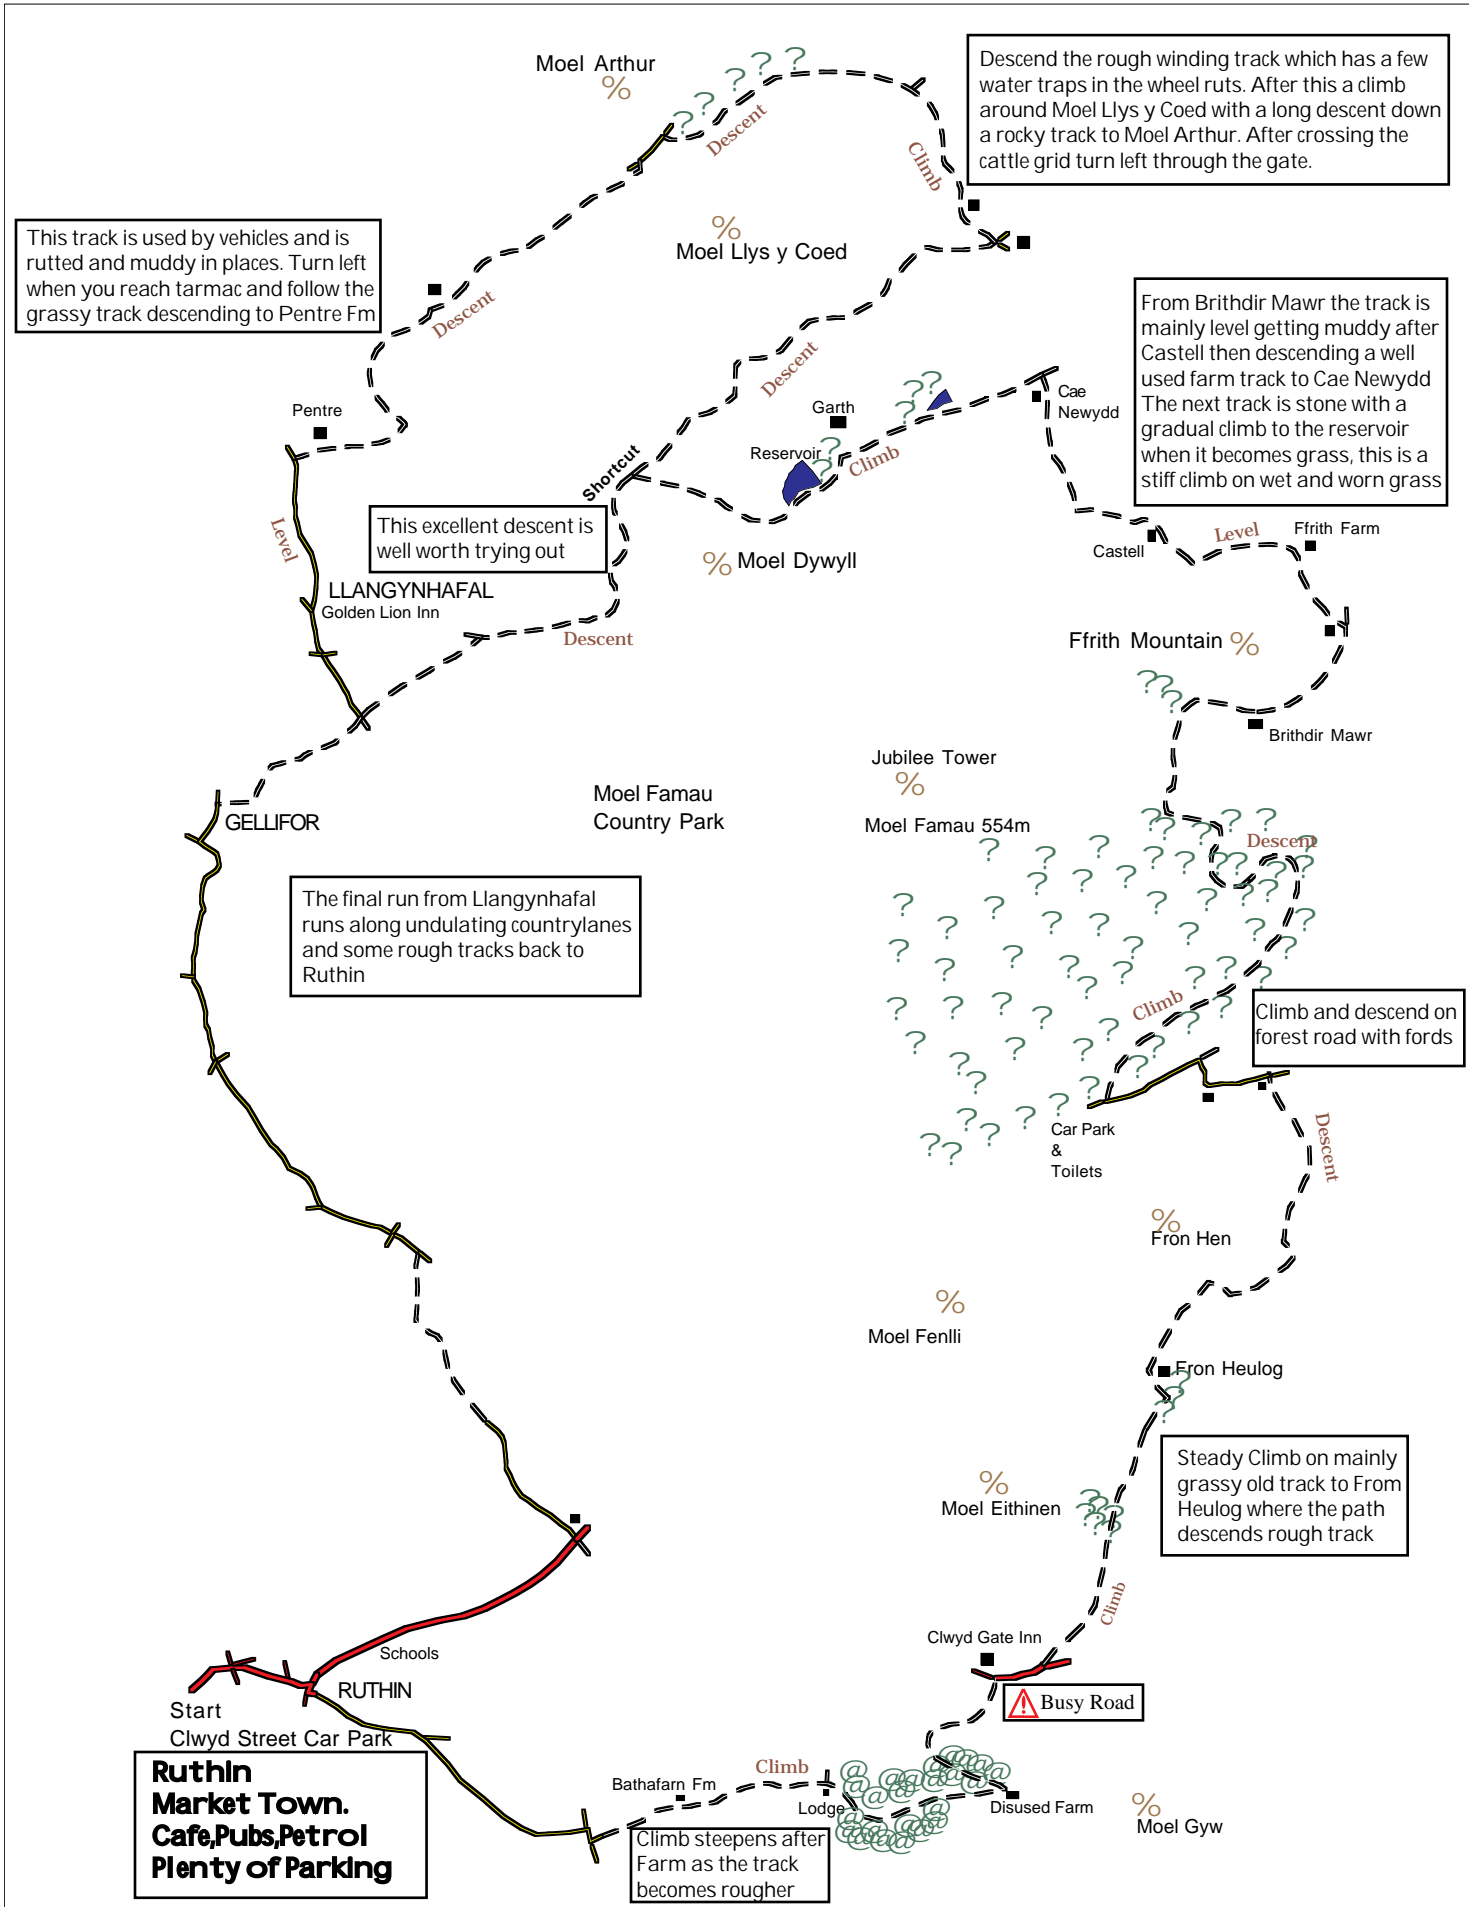 Moel Arthur
Descend the rough winding track which has a few
water traps in the wheel ruts. After this a climb
around Moel Llys y Coed with a long descent down
a rocky track to Moel Arthur. After crossing the
cattle grid turn left through the gate.
Descent
Climb
This track is used by vehicles and is
rutted and muddy in places. Turn left
when you reach tarmac and follow the
grassy track descending to Pentre Fm
Moel Llys y Coed
Descent
From Brithdir Mawr the track is
mainly level getting muddy after
Castell then descending a well
used farm track to Cae Newydd
The next track is stone with a
gradual climb to the reservoir
when it becomes grass, this is a
stiff climb on wet and worn grass
Descent
Pentre
Garth
Cae
Newydd
Reservoir
Climb
Shortcut
Level
This excellent descent is
well worth trying out
Moel Dywyll
Castell
Level
Ffrith Farm
LLANGYNHAFAL
Golden Lion Inn
Descent
Ffrith Mountain
Brithdir Mawr
Jubilee Tower
Moel Famau
Country Park
Moel Famau 554m
GELLIFOR
Descent
The final run from Llangynhafal
runs along undulating countrylanes
and some rough tracks back to
Ruthin
Climb
Climb and descend on
forest road with fords
Car Park
&
Toilets
Descent
Fron Hen
Moel Fenlli
Fron Heulog
Steady Climb on mainly
grassy old track to From
Heulog where the path
descends rough track
Moel Eithinen
Climb
Clwyd Gate Inn
Schools
RUTHIN
Busy Road
Start
Clwyd Street Car Park
Ruthin
Market Town.
Cafe,Pubs,Petrol
Plenty of Parking
Climb
Bathafarn Fm
Lodge
Disused Farm
Moel Gyw
Climb steepens after
Farm as the track
becomes rougher